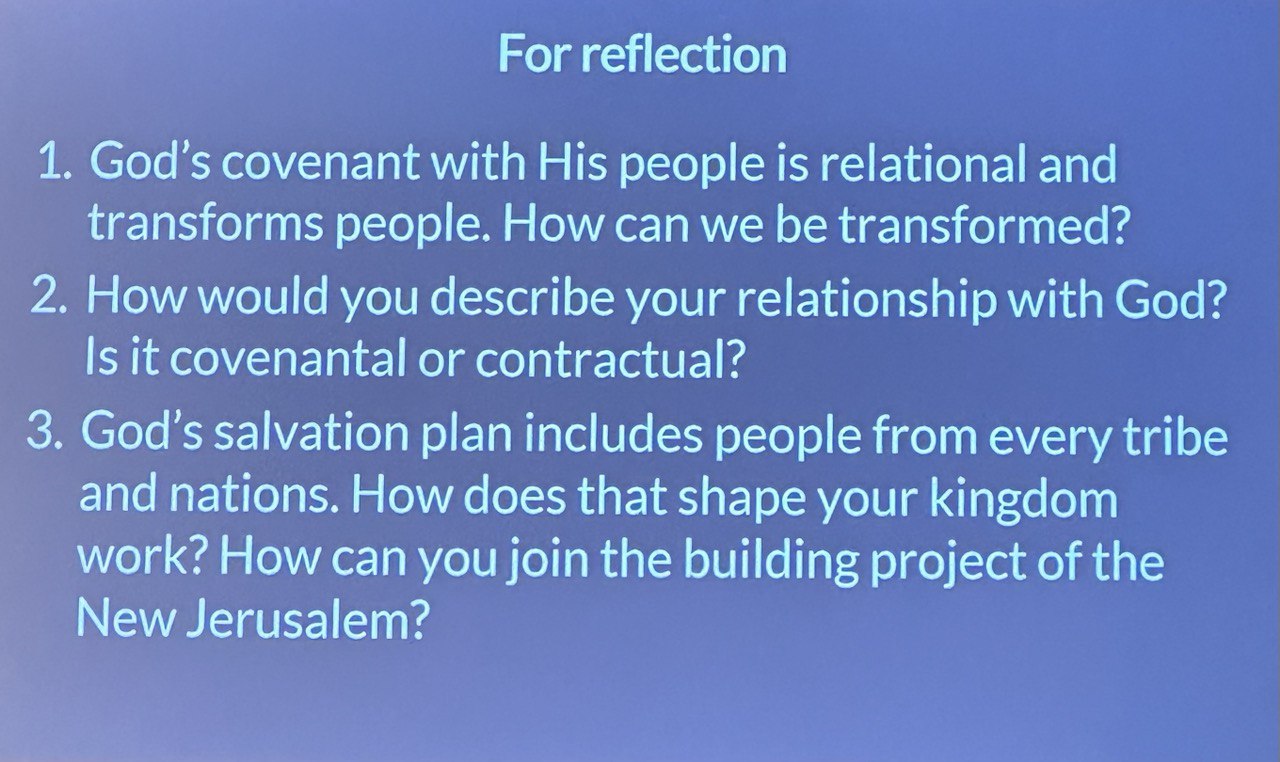 For reflection
1. God’s covenant with His people is relational and
transforms people. How can we be transformed?
2. How would you describe your relationship with God?
Is it covenantal or contractual?
3. God’s salvation plan includes people from every tribe
and nations. How does that shape your kingdom
work? How can you join the building project of the
New Jerusalem?